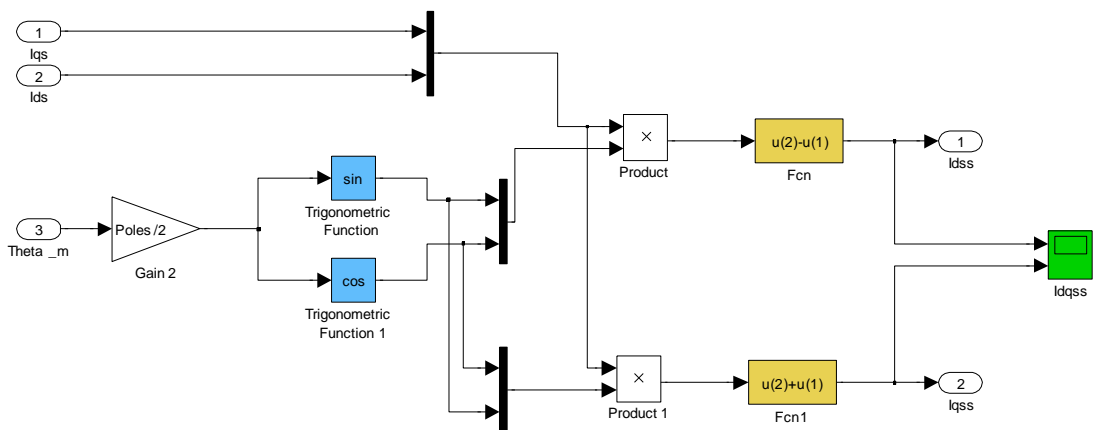 1
Iqs
2
Ids
×
Product
u(2)-u(1)
Fcn
1
Idss
sin
Trigonometric
Function
3
Theta _m
Poles /2
Gain 2
cos
Trigonometric
Function 1
Idqss
×
Product 1
u(2)+u(1)
Fcn1
2
Iqss